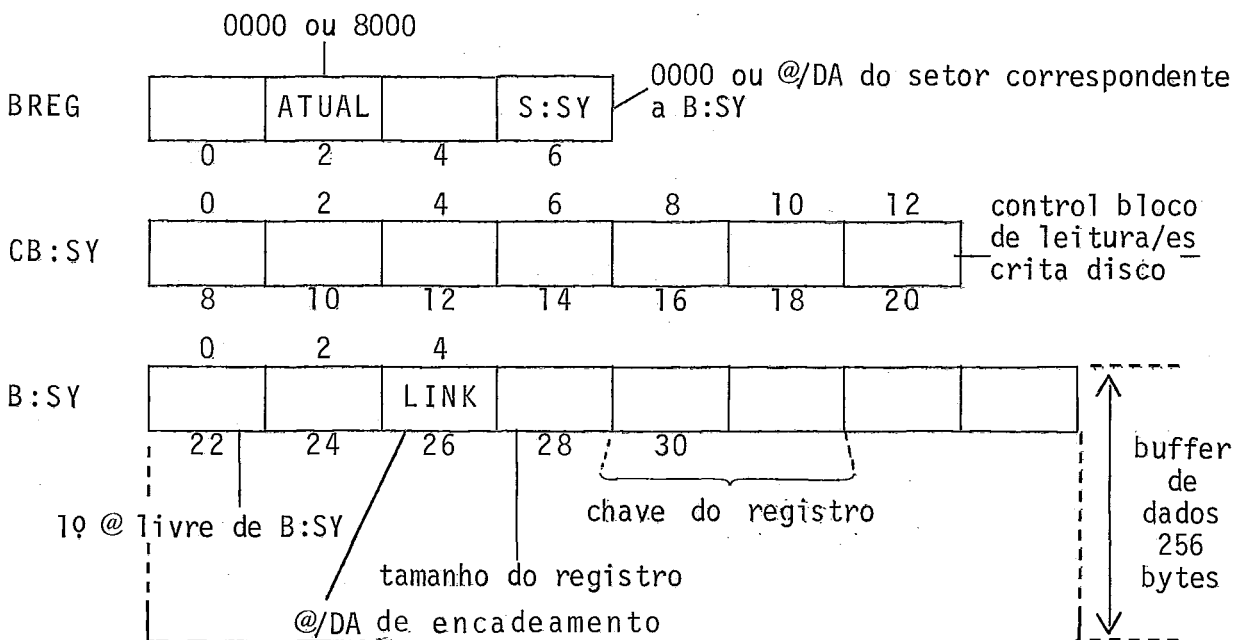 0000 ou 8000
BREG ATUAL S:SY 0000 ou @/DA do setor correspondente
a B:SY
0 2 4 6
0 2 4 6 8 10 12
CB:SY control bloco
de leitura/es
crita disco
8 10 12 14 16 18 20
0 2 4
B:SY LINK
22 24 26 28 30
buffer
de
dados
256
bytes
chave do registro
1º @ livre de B:SY
tamanho do registro
@/DA de encadeamento